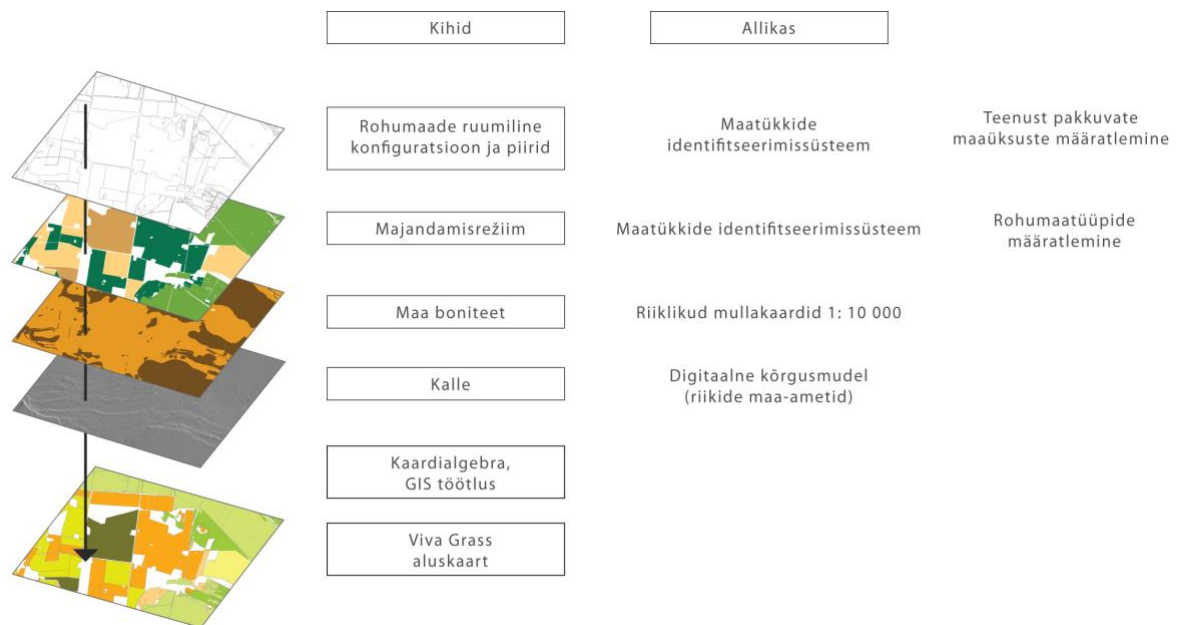 Kihid
Allikas
Rohumaade ruumiline
konfiguratsioon ja piirid
Maatükkide
identifitseerimissüsteem
Teenust pakkuvate
maaüksuste määratlemine
Majandamisrežiim
Maatükkide identifitseerimissüsteem
Rohumaatüüpide
määratlemine
Maa boniteet
Riiklikud mullakaardid 1: 10 000
Kalle
Digitaalne kõrgusmudel
(riikide maa-ametid)
Kaardialgebra,
GIS töötlus
Viva Grass
aluskaart